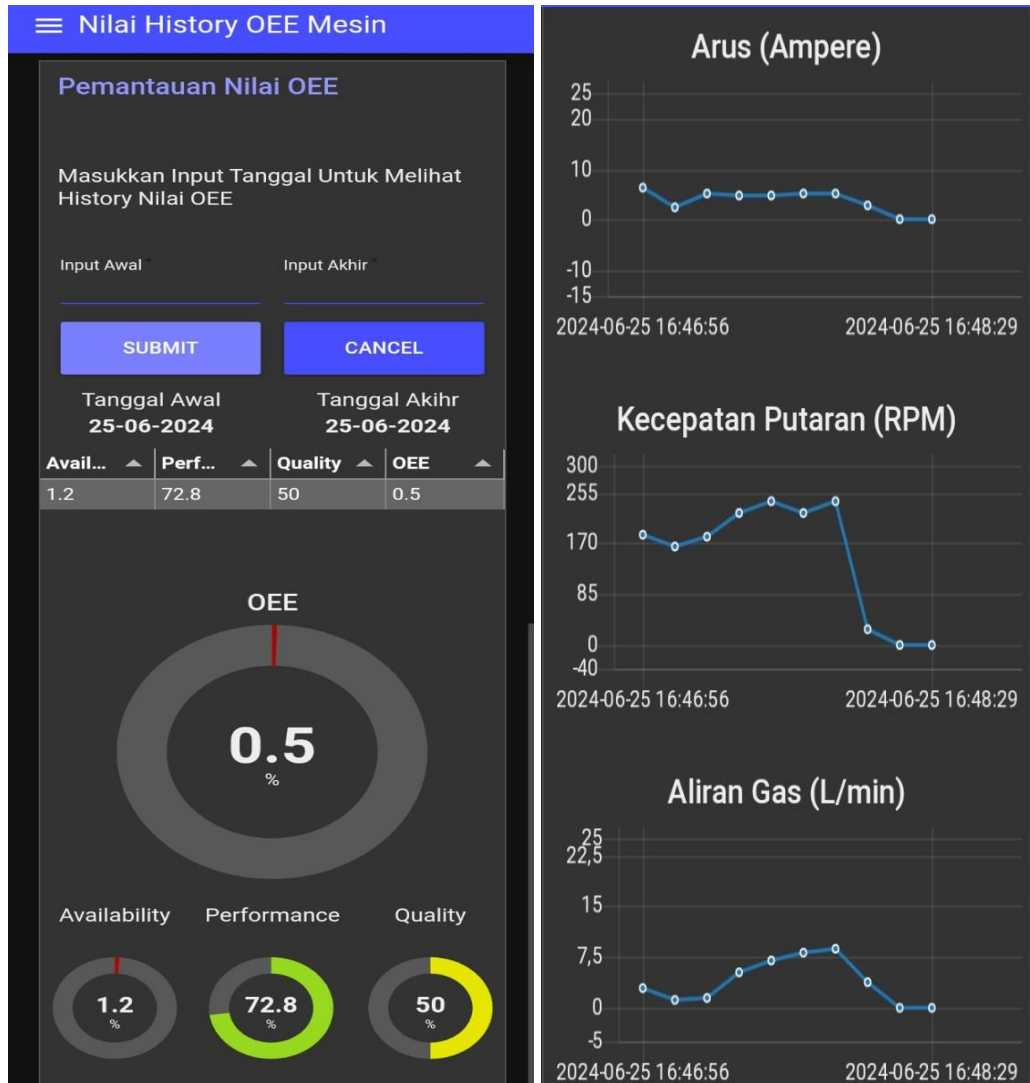 Nilai History OEE Mesin
Pemantauan Nilai OEE
Masukkan Input Tanggal Untuk Melihat
History Nilai OEE
Input Awal * Input Akhir *
SUBMIT CANCEL
Tanggal Awal Tanggal Akihr
25-06-2024 25-06-2024
Avail... Perf... Quality OEE
1.2 72.8 50 0.5
OEE
0.5
%
Availability Performance Quality
1.2 72.8 50
% % %
Arus (Ampere)
25
20
10
0
-10
-15
2024-06-25 16:46:56 2024-06-25 16:48:29
Kecepatan Putaran (RPM)
300
255
170
85
0
-40
2024-06-25 16:46:56 2024-06-25 16:48:29
Aliran Gas (L/min)
25
22,5
15
7,5
0
-5
2024-06-25 16:46:56 2024-06-25 16:48:29